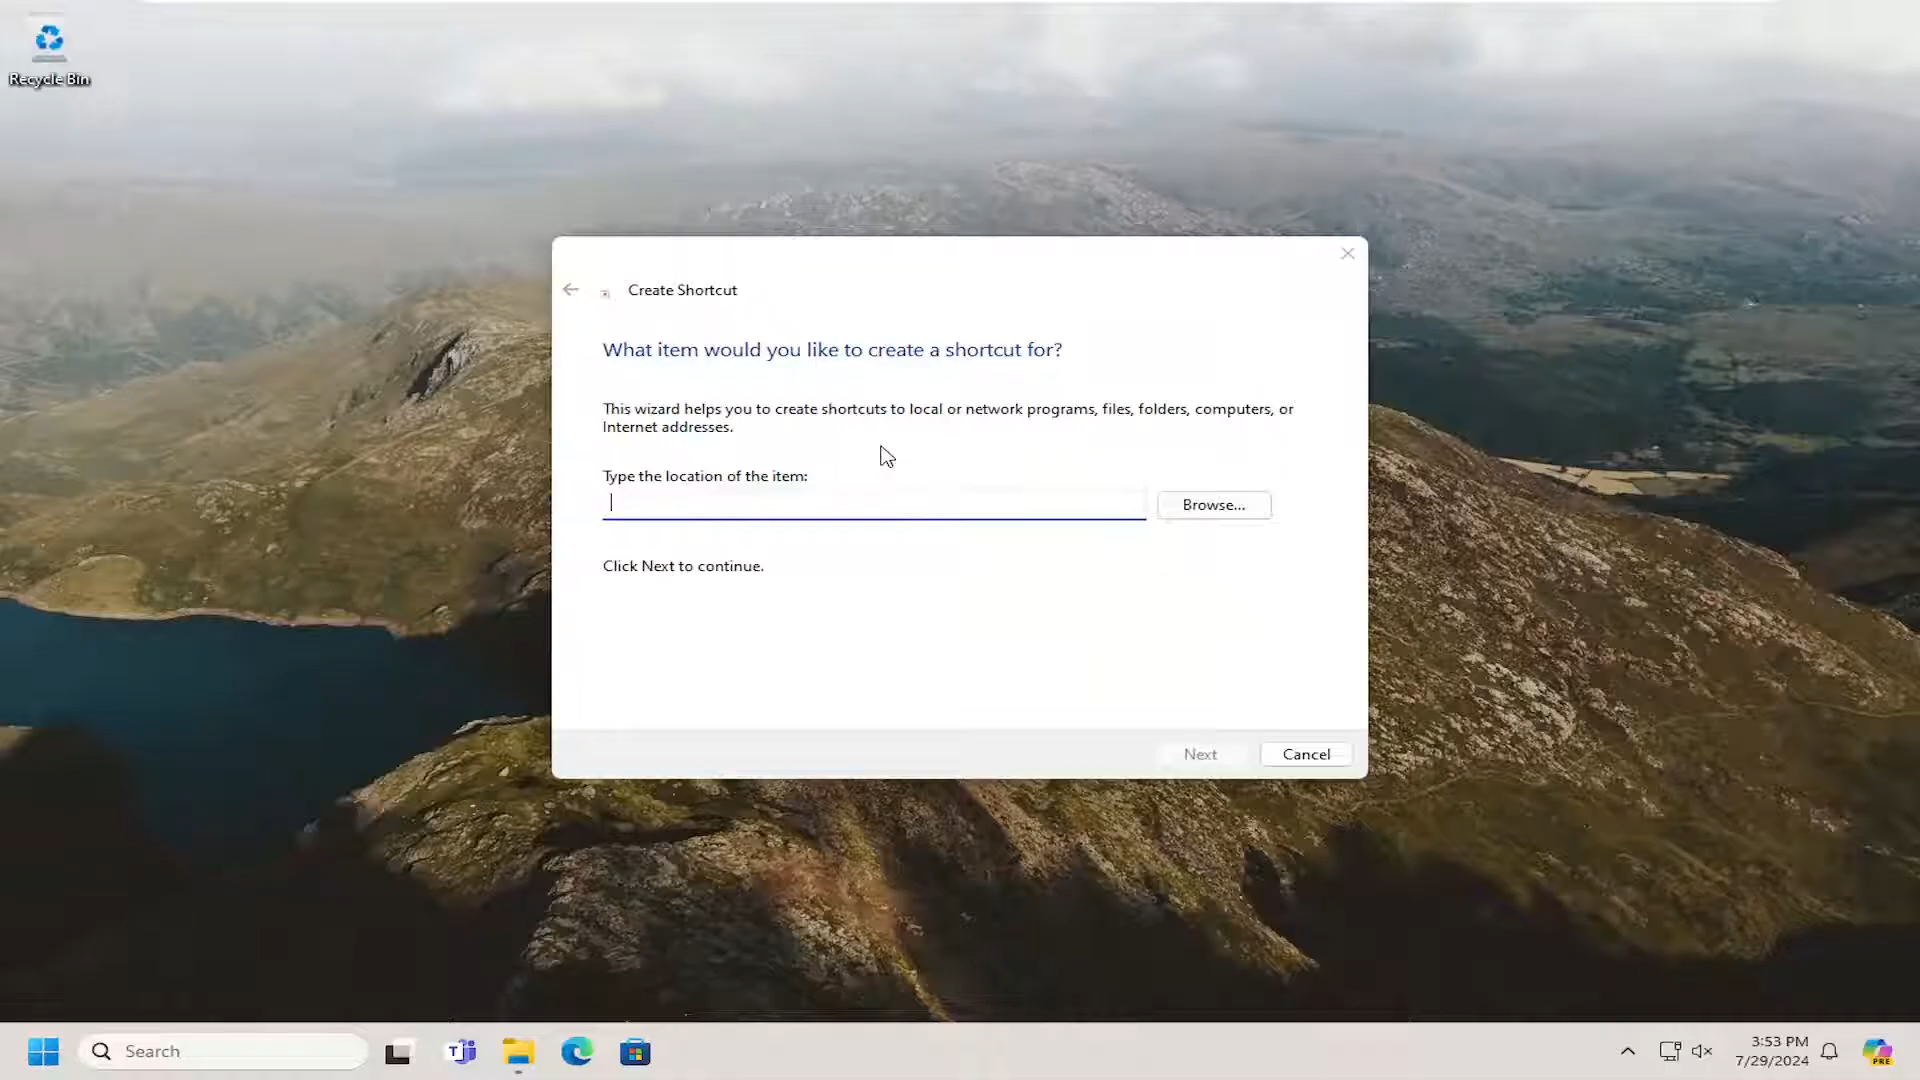 Recycle Bin
Create Shortcut
What item would you like to create a shortcut for?
This wizard helps you to create shortcuts to local or network programs, files, folders, computers, or
Internet addresses.
Type the location of the item:
Browse...
Click Next to continue.
Next
Cancel
Search
3:53 PM
7/29/2024
PRE